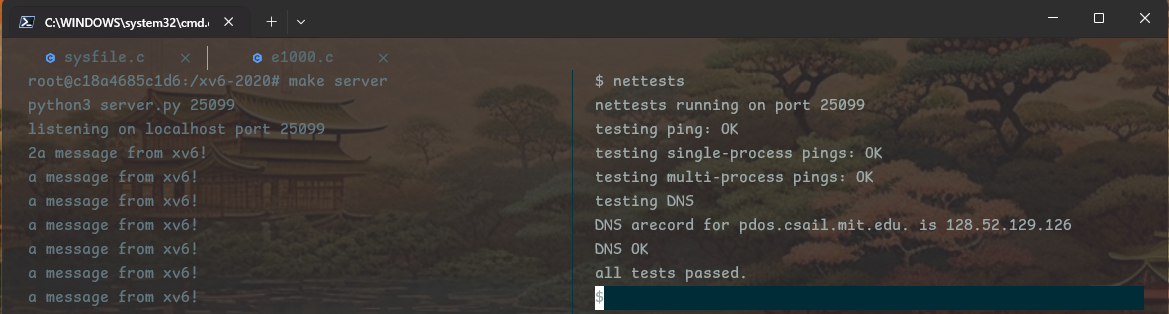 C:\WINDOWS\system32\cmd.
sysfile.c
e1000.c
root@c18a4685c1d6:/xv6-2020# make server
python3 server.py 25099
listening on localhost port 25099
2a message from xv6!
a message from xv6!
a message from xv6!
a message from xv6!
a message from xv6!
a message from xv6!
a message from xv6!
$ nettests
nettests running on port 25099
testing ping: OK
testing single-process pings: OK
testing multi-process pings: OK
testing DNS
DNS arecord for pdos.csail.mit.edu. is 128.52.129.126
DNS OK
all tests passed.
$